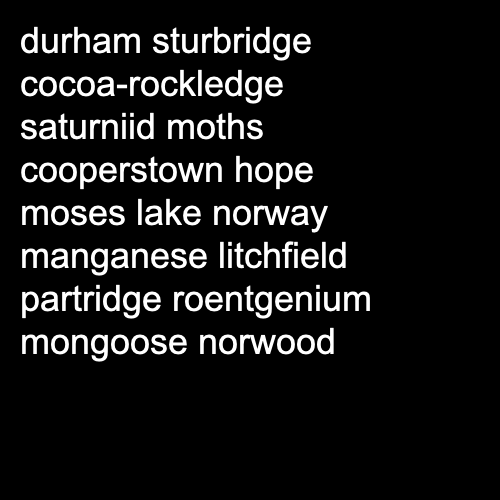 durham sturbridge
cocoa-rockledge
saturniid moths
cooperstown hope
moses lake norway
manganese litchfield
partridge roentgenium
mongoose norwood